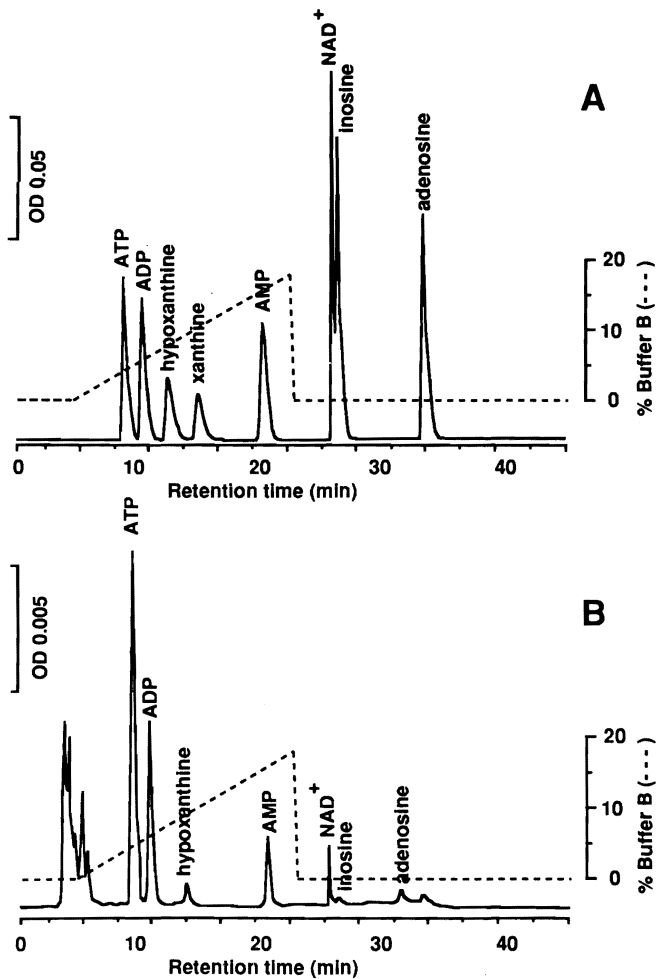 A
OD 0.05
ATP
ADP
hypoxanthine
xanthine
AMP
NAD+
inosine
adenosine
20
10
0
% Buffer B (---)
0 10 20 30 40
Retention time (min)
B
OD 0.005
ATP
ADP
hypoxanthine
AMP
NAD+
inosine
adenosine
20
10
0
% Buffer B (---)
0 10 20 30 40
Retention time (min)